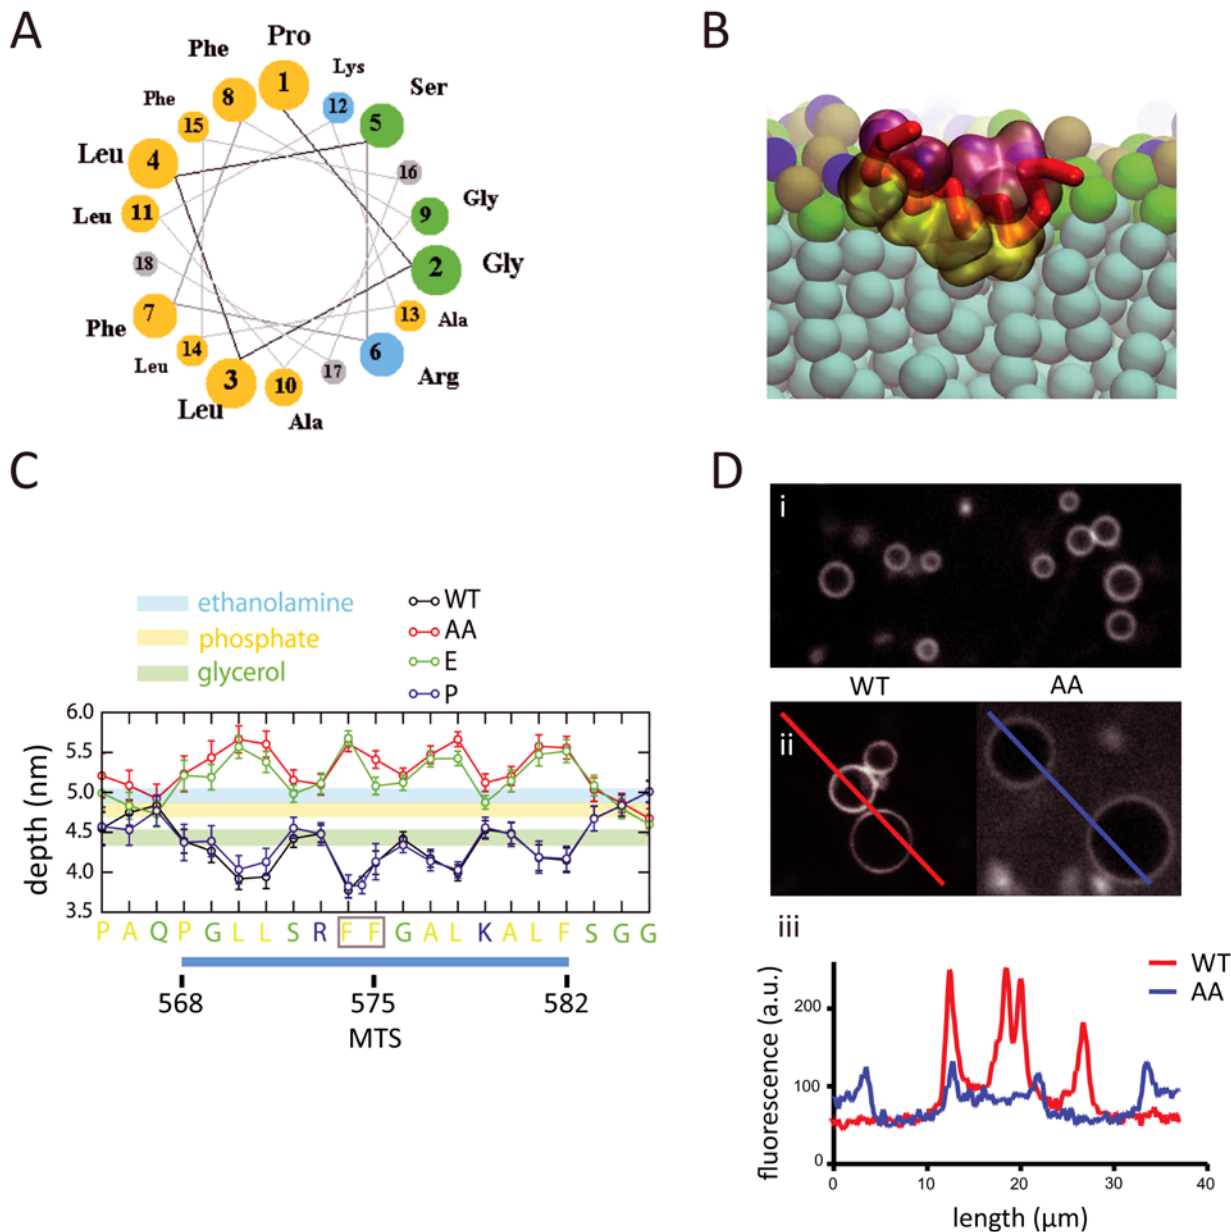 A
Pro
Phe
Lys
Ser
Phe
1
8
12
5
15
Leu
4
16
Leu
11
9
Gly
18
2
Gly
Phe
7
13
Ala
14
6
Leu
17
Arg
3
10
Leu
Ala
B
C
ethanolamine
phosphate
glycerol
WT
AA
E
P
6.0
5.5
5.0
4.5
4.0
3.5
depth (nm)
P A Q P G L L S R F F G A L K A L F S G G
568 575 582
MTS
D
i
WT AA
ii
iii
WT
AA
200
100
0
fluorescence (a.u.)
0 10 20 30 40
length (μm)